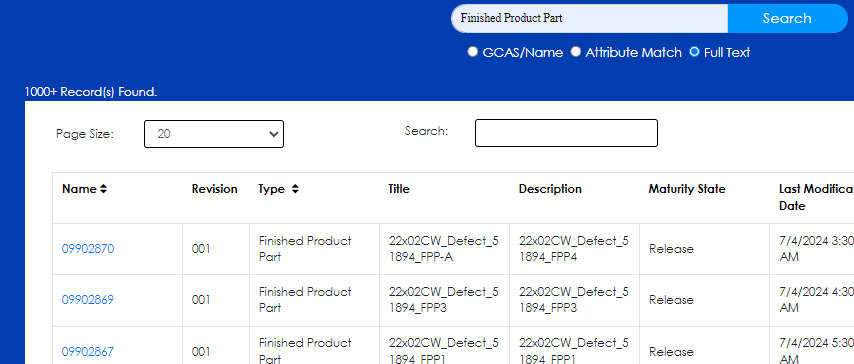 Finished Product Part
Search
GCAS/Name Attribute Match Full Text
1000+ Record(s) Found.
Page Size: 20 Search:
Name Revision Type Title Description Maturity State Last Modifica
Date
09902870 001 Finished Product Part 22x02CW_Defect_51894_FPP-A 22x02CW_Defect_51894_FPP4 Release 7/4/2024 3:30 AM
09902869 001 Finished Product Part 22x02CW_Defect_51894_FPP3 22x02CW_Defect_51894_FPP3 Release 7/4/2024 4:30 AM
09902867 001 Finished Product Part 22x02CW_Defect_51894_FPP1 22x02CW_Defect_51894_FPP1 Release 7/4/2024 5:30 AM